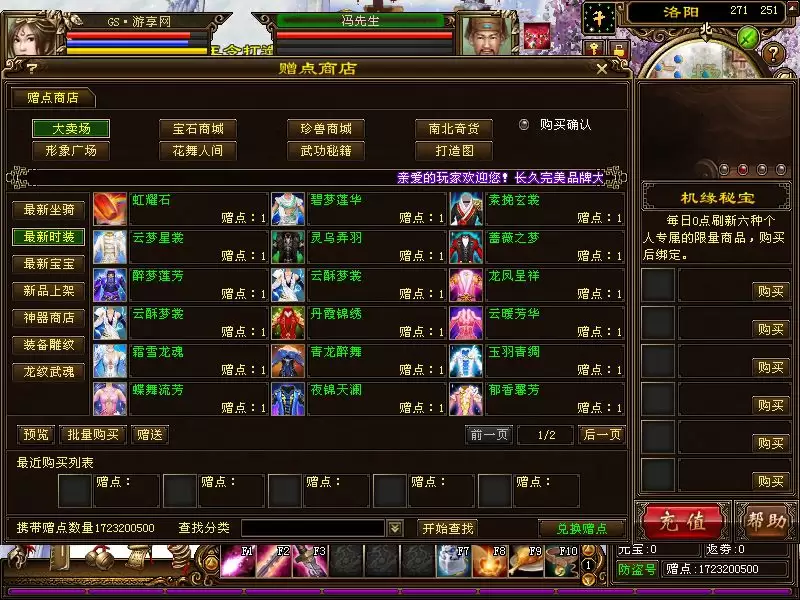 GS·游享网
冯先生
洛阳 271 251
北
赠点商店
赠点商店
大卖场 宝石商城 珍兽商城 南北奇货 购买确认
形象广场 花舞人间 武功秘籍 打造图
亲爱的玩家欢迎您！长久完美品牌大
最新坐骑
最新时装
最新宝宝
新品上架
神器商店
装备雕纹
龙纹武魂
虹耀石 碧梦莲华 素挽玄裳
赠点：1 赠点：1 赠点：1
云梦星裳 灵乌弄羽 蔷薇之梦
赠点：1 赠点：1 赠点：1
醉梦莲芳 云酥梦裳 龙凤呈祥
赠点：1 赠点：1 赠点：1
云酥梦裳 丹霞锦绣 云暖芳华
赠点：1 赠点：1 赠点：1
霜雪龙魂 青龙醉舞 玉羽青绸
赠点：1 赠点：1 赠点：1
蝶舞流芳 夜锦天澜 郁香馨芳
赠点：1 赠点：1 赠点：1
预览 批量购买 赠送 前一页 1/2 后一页
最近购买列表
赠点： 赠点： 赠点： 赠点： 赠点：
携带赠点数量1723200500 查找分类 开始查找 兑换赠点
机缘秘宝
每日0点刷新六种个
人专属的限量商品，购买
后绑定。
购买
购买
购买
购买
购买
购买
充值 帮助
F1 F2 F3 F7 F8 F9 F10 1
元宝:0 返券:0
防盗号 赠点:1723200500